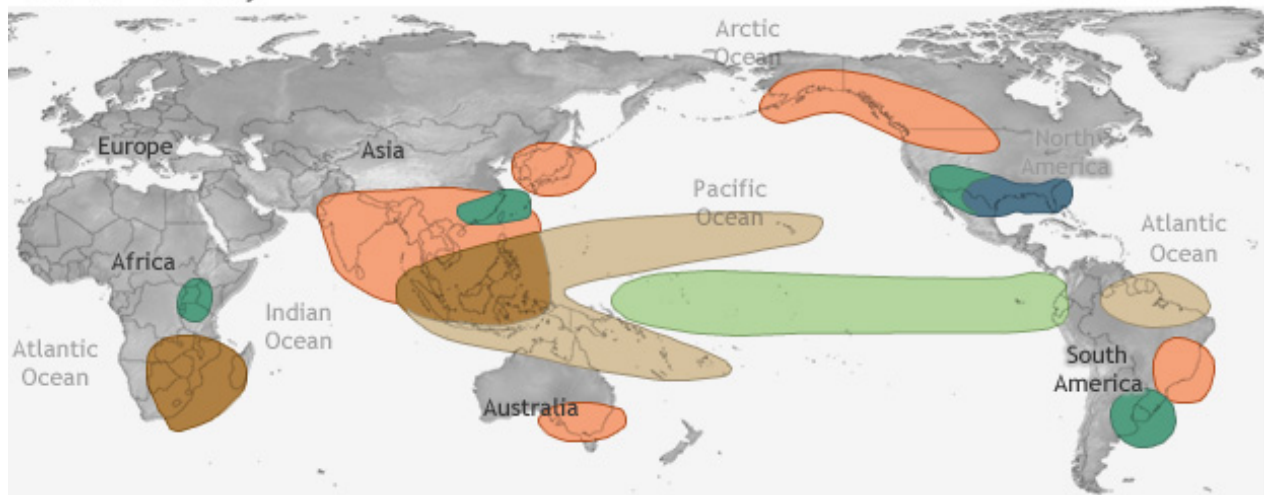 Arctic
Ocean
Europe
Asia
North
America
Pacific
Ocean
Atlantic
Ocean
Africa
Indian
Ocean
Atlantic
Ocean
South
America
Australia